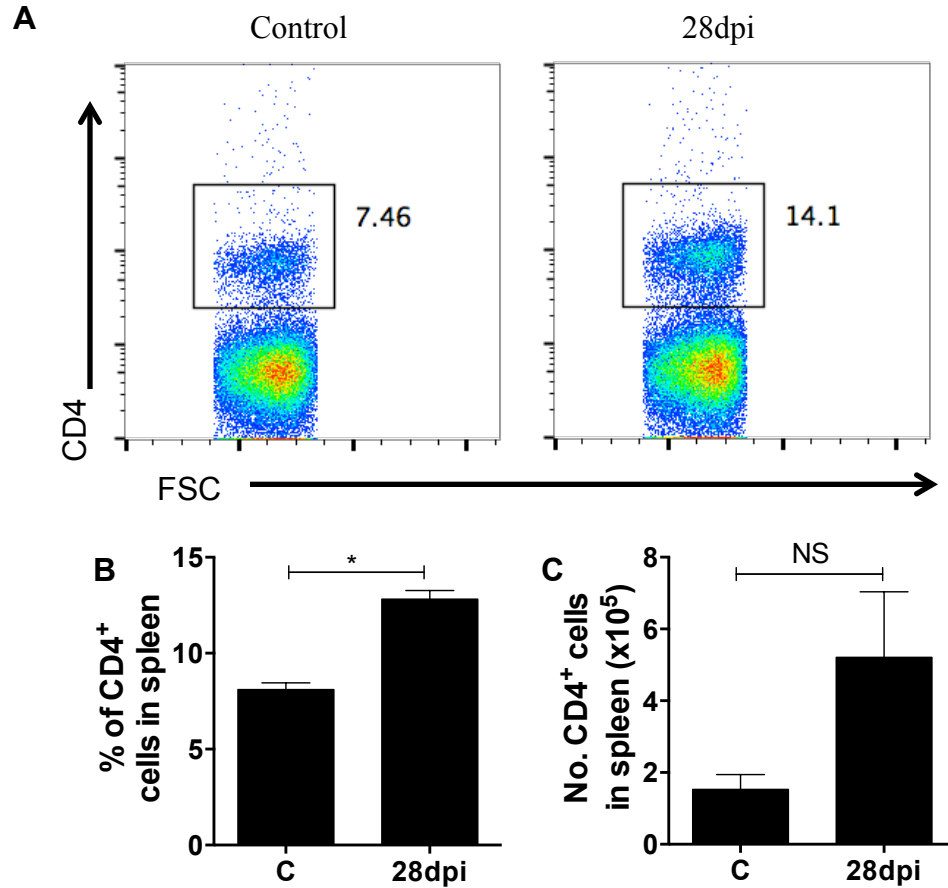 A
Control
28dpi
7.46
14.1
CD4
FSC
B
% of CD4⁺
cells in spleen
15
10
5
0
*
C
28dpi
C
No. CD4⁺ cells
in spleen (x10⁵)
8
6
4
2
0
NS
C
28dpi